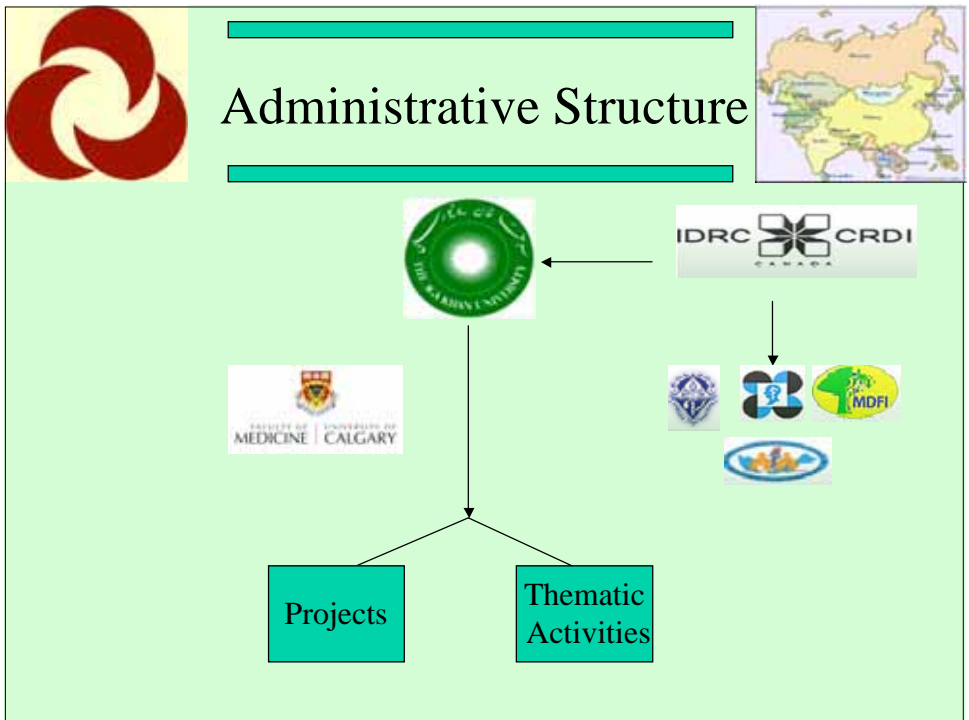 Administrative Structure
THE AGA KHAN UNIVERSITY
IDRC CRDI
CANADA
FACULTY OF UNIVERSITY OF
MEDICINE CALGARY
MDFI
Projects
Thematic
Activities